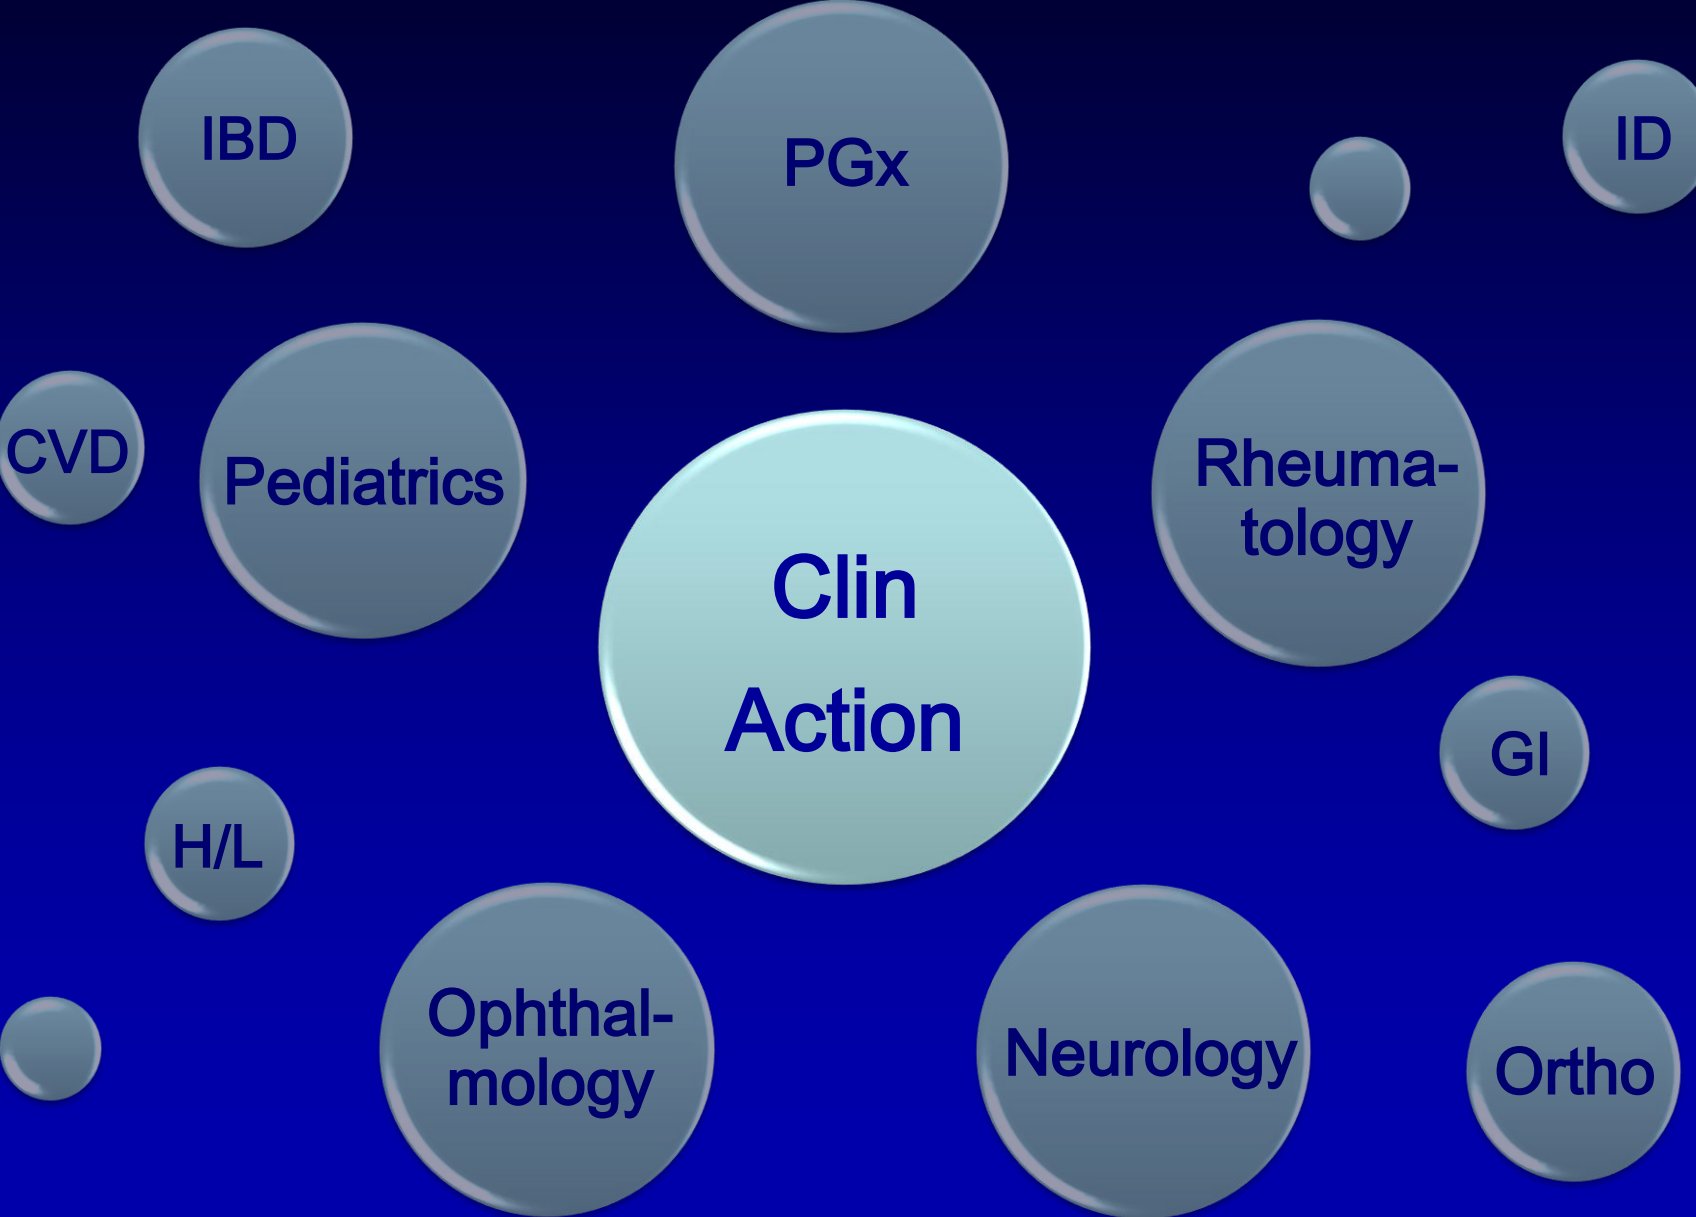 IBD
PGx
ID
CVD
Pediatrics
Rheuma-
tology
Clin
Action
GI
H/L
Ophthal-
mology
Neurology
Ortho